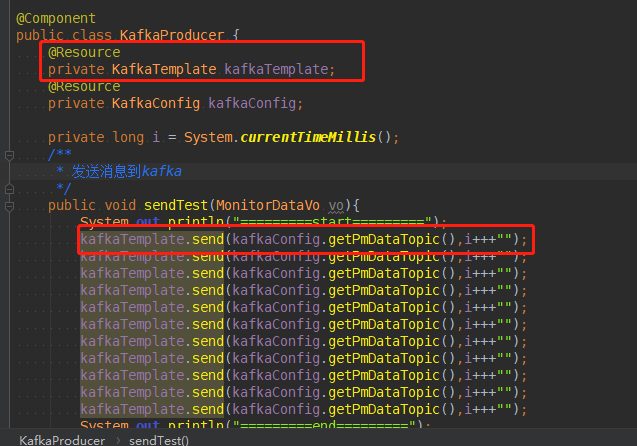 @Component
public class KafkaProducer {
@Resource
private KafkaTemplate kafkaTemplate;
@Resource
private KafkaConfig kafkaConfig;
private long i = System.currentTimeMillis();
/**
* 发送消息到kafka
*/
public void sendTest(MonitorDataVo vo){
System.out.println("=========start=========");
kafkaTemplate.send(kafkaConfig.getPmDataTopic(),i+++"");
kafkaTemplate.send(kafkaConfig.getPmDataTopic(),i+++"");
kafkaTemplate.send(kafkaConfig.getPmDataTopic(),i+++"");
kafkaTemplate.send(kafkaConfig.getPmDataTopic(),i+++"");
kafkaTemplate.send(kafkaConfig.getPmDataTopic(),i+++"");
kafkaTemplate.send(kafkaConfig.getPmDataTopic(),i+++"");
kafkaTemplate.send(kafkaConfig.getPmDataTopic(),i+++"");
kafkaTemplate.send(kafkaConfig.getPmDataTopic(),i+++"");
kafkaTemplate.send(kafkaConfig.getPmDataTopic(),i+++"");
kafkaTemplate.send(kafkaConfig.getPmDataTopic(),i+++"");
kafkaTemplate.send(kafkaConfig.getPmDataTopic(),i+++"");
System.out.println("=========end=========");
KafkaProducer › sendTest()